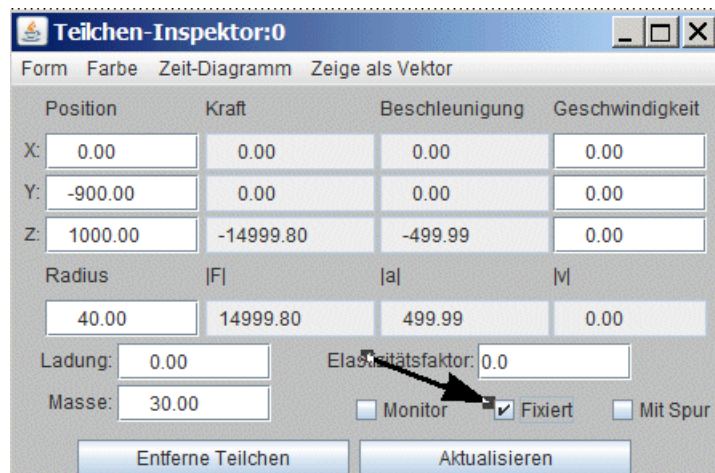 Teilchen-Inspektor:0
Form Farbe Zeit-Diagramm Zeige als Vektor
Position Kraft Beschleunigung Geschwindigkeit
X: 0.00 0.00 0.00 0.00
Y: -900.00 0.00 0.00 0.00
Z: 1000.00 -14999.80 -499.99 0.00
Radius |F| |a| |v|
40.00 14999.80 499.99 0.00
Ladung: 0.00 Elastizitätsfaktor: 0.0
Masse: 30.00 Monitor Fixiert Mit Spur
Entferne Teilchen Aktualisieren